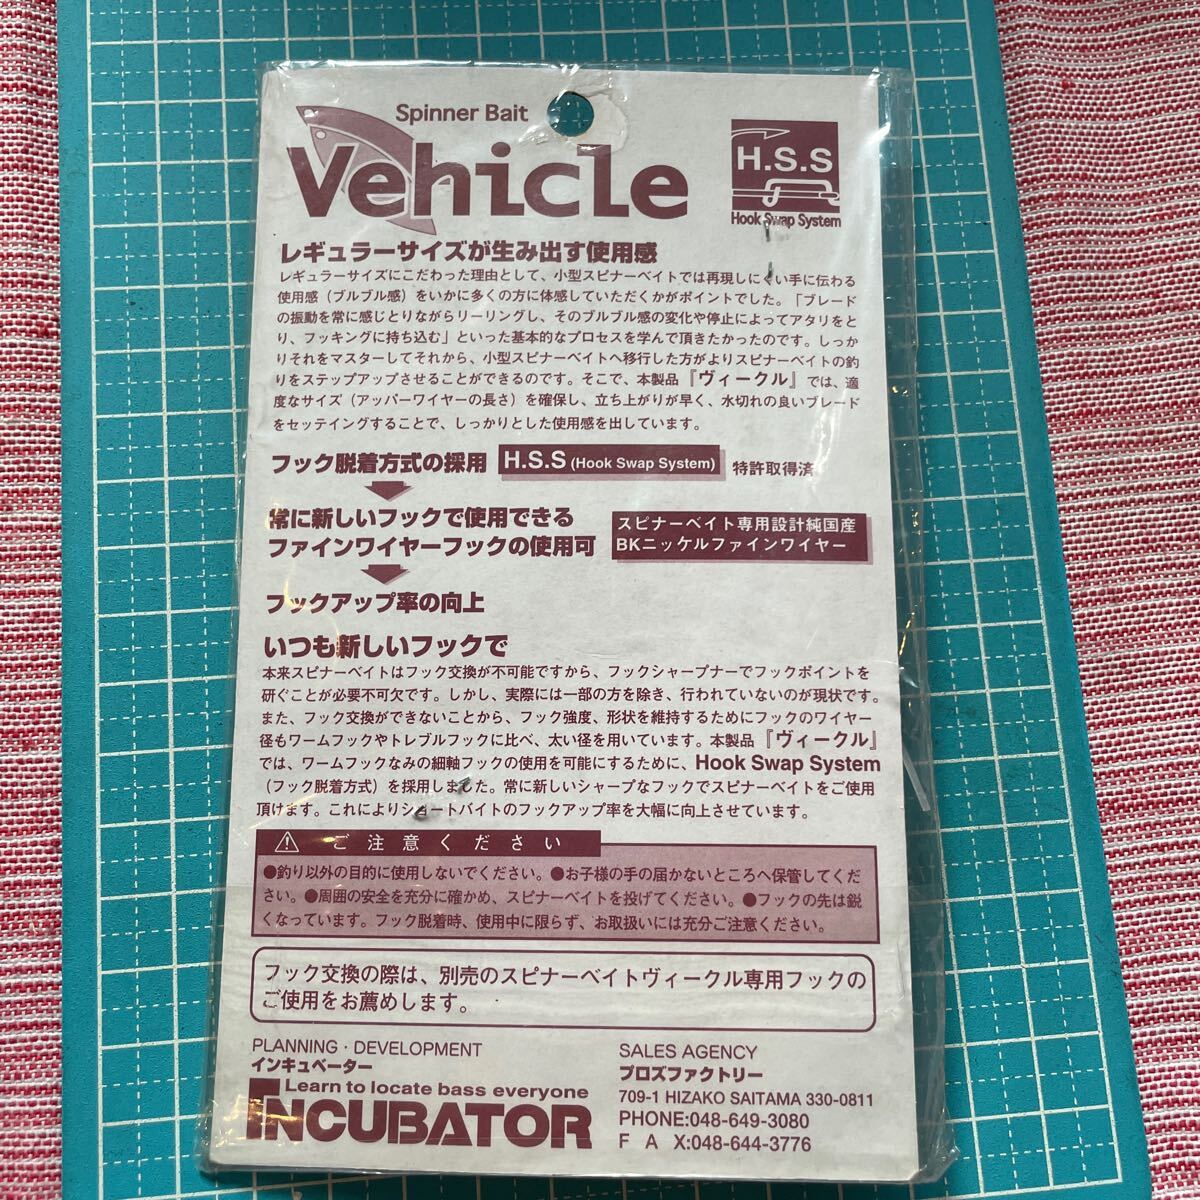 Spinner Bait
Vehicle
H.S.S
Hook Swap System
レギュラーサイズが生み出す使用感
レギュラーサイズにこだわった理由として、小型スピナーベイトでは再現しにくい手に伝わる
使用感（ブルブル感）をいかに多くの方に体感していただくかがポイントでした。「ブレード
の振動を常に感じとりながらリーリングし、そのブルブル感の変化や停止によってアタリをと
り、フッキングに持ち込む」といった基本的なプロセスを学んで頂きたかったのです。しっか
りそれをマスターしてそれから、小型スピナーベイトへ移行した方がよりスピナーベイトの釣
りをステップアップさせることができるのです。そこで、本製品『ヴィークル』では、適
度なサイズ（アッパーワイヤーの長さ）を確保し、立ち上がりが早く、水切れの良いブレード
をセッテイングすることで、しっかりとした使用感を出しています。
フック脱着方式の採用 H.S.S (Hook Swap System) 特許取得済
常に新しいフックで使用できる
ファインワイヤーフックの使用可
スピナーベイト専用設計純国産
BKニッケルファインワイヤー
フックアップ率の向上
いつも新しいフックで
本来スピナーベイトはフック交換が不可能ですから、フックシャープナーでフックポイントを
研ぐことが必要不可欠です。しかし、実際には一部の方を除き、行われていないのが現状です。
また、フック交換ができないことから、フック強度、形状を維持するためにフックのワイヤー
径もワームフックやトレブルフックに比べ、太い径を用いています。本製品『ヴィークル』
では、ワームフックなみの細軸フックの使用を可能にするために、Hook Swap System
（フック脱着方式）を採用しました。常に新しいシャープなフックでスピナーベイトをご使用
頂けます。これによりショートバイトのフックアップ率を大幅に向上させています。
ご注意ください
●釣り以外の目的に使用しないでください。●お子様の手の届かないところへ保管してくだ
さい。●周囲の安全を充分に確かめ、スピナーベイトを投げてください。●フックの先は鋭
くなっています。フック脱着時、使用中に限らず、お取扱いには充分ご注意ください。
フック交換の際は、別売のスピナーベイトヴィークル専用フックの
ご使用をお薦めします。
PLANNING・DEVELOPMENT
インキュベーター
Learn to locate bass everyone
INCUBATOR
SALES AGENCY
プロズファクトリー
709-1 HIZAKO SAITAMA 330-0811
PHONE:048-649-3080
F A X:048-644-3776